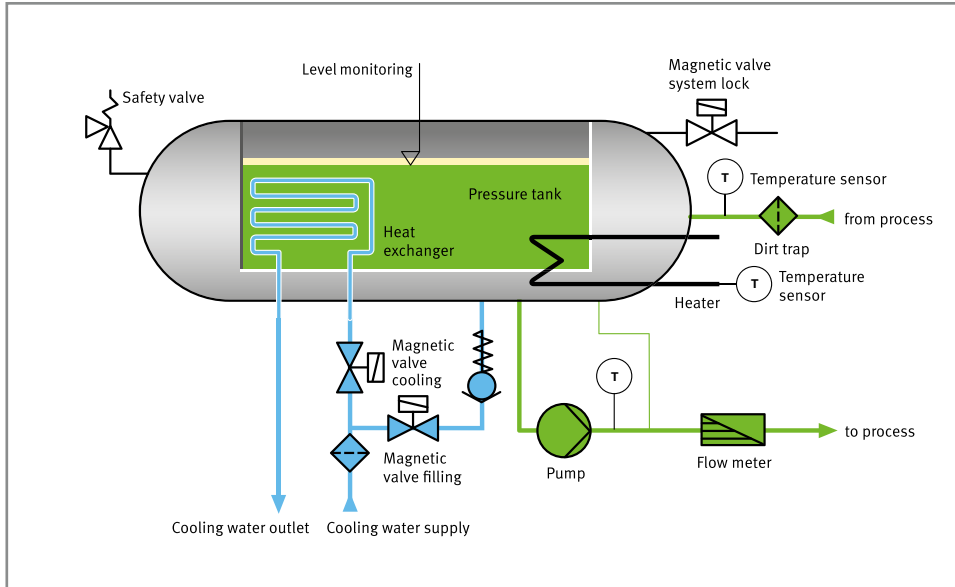 Level monitoring
Magnetic valve
system lock
Safety valve
T
Temperature sensor
Pressure tank
from process
Heat
exchanger
Dirt trap
T
Temperature
sensor
Heater
Magnetic
valve
cooling
T
to process
Magnetic
valve filling
Pump
Flow meter
Cooling water outlet
Cooling water supply